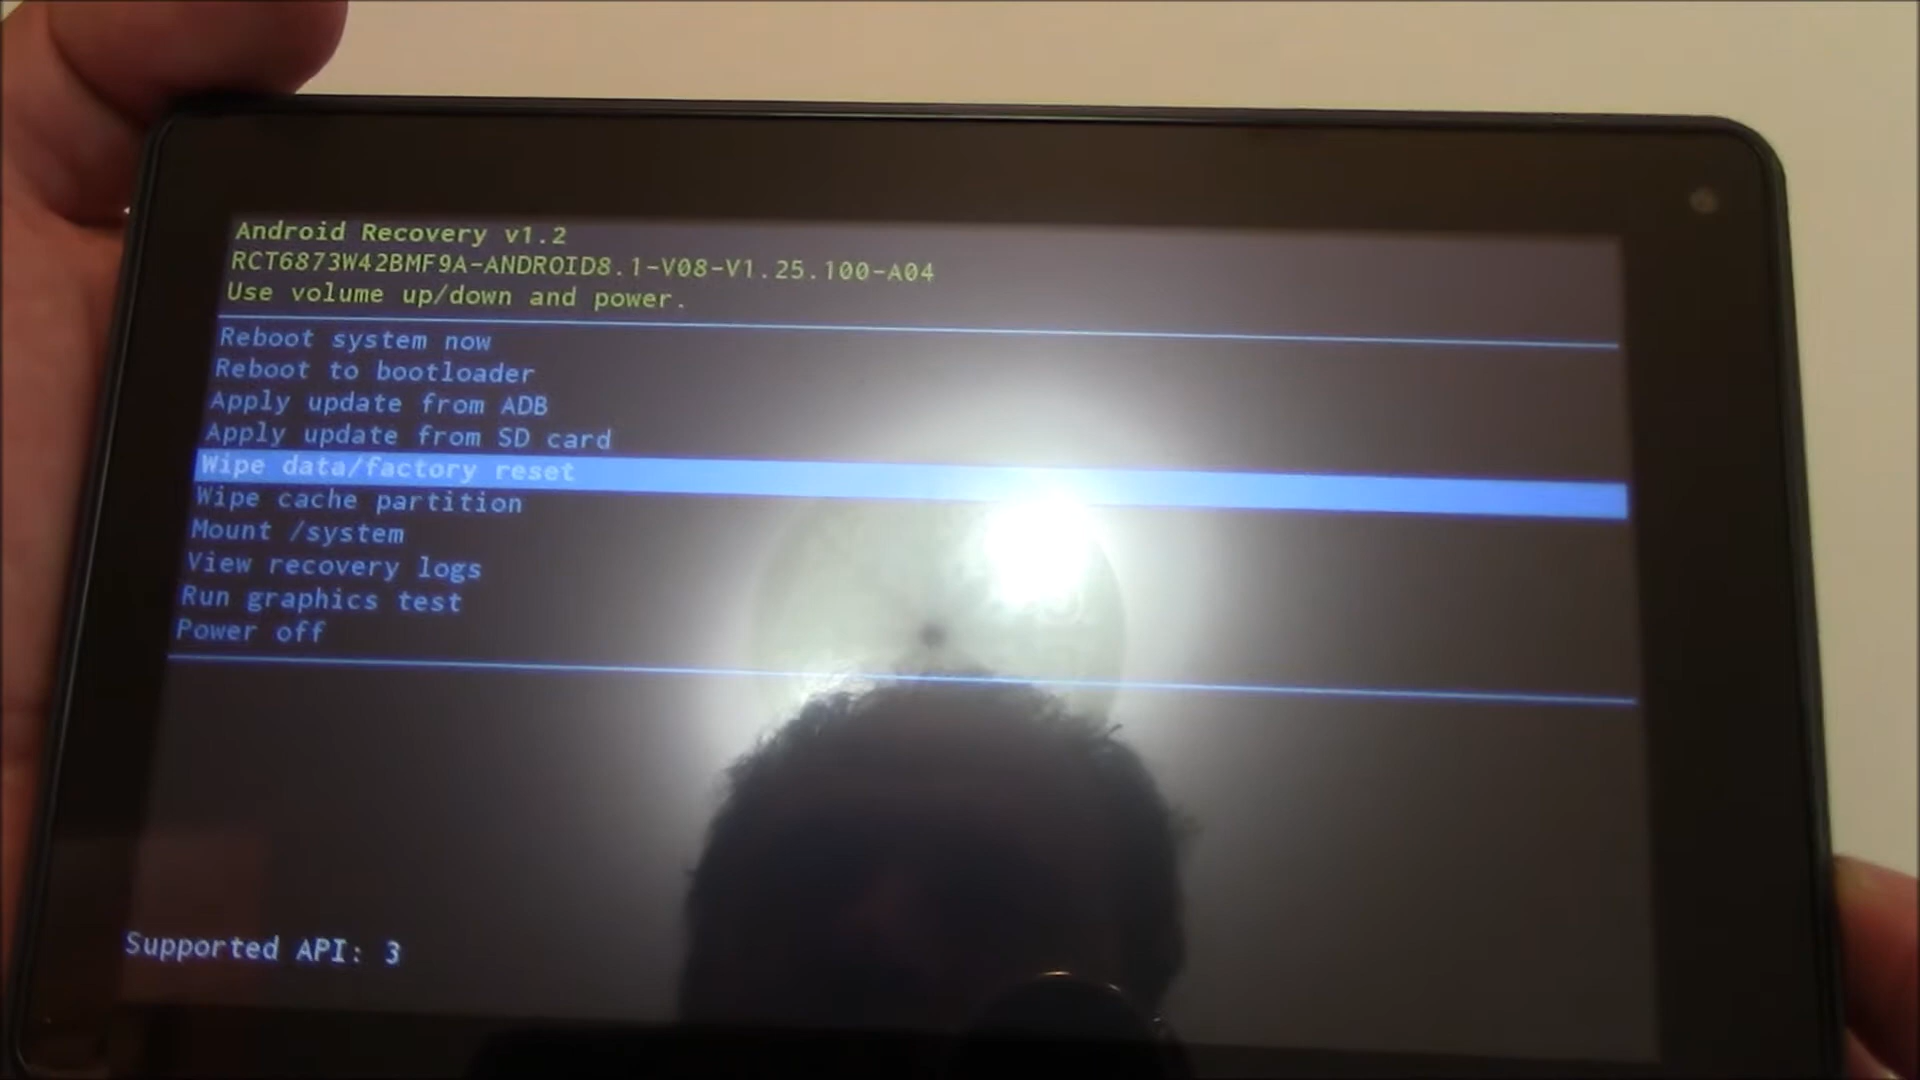 Android Recovery v1.2
RCT6873W42BMF9A-ANDROID8.1-V08-V1.25.100-A04
Use volume up/down and power.
Reboot system now
Reboot to bootloader
Apply update from ADB
Apply update from SD card
Wipe data/factory reset
Wipe cache partition
Mount /system
View recovery logs
Run graphics test
Power off
Supported API: 3